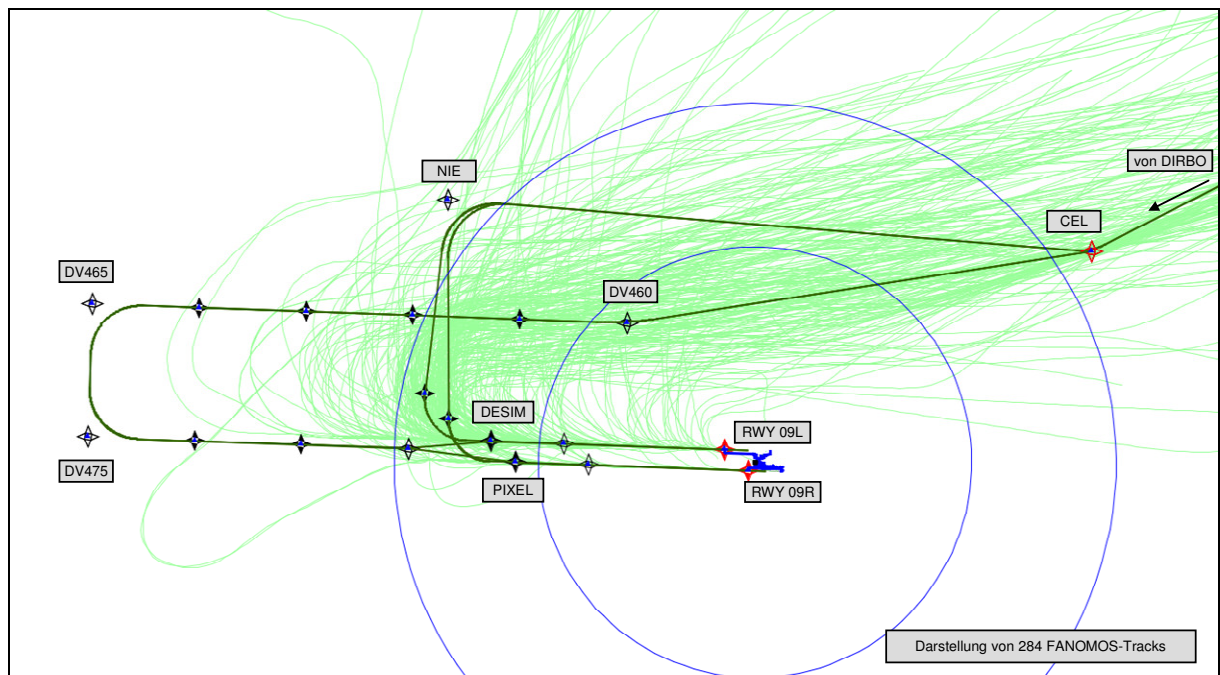 von DIRBO
NIE
CEL
DV465
DV460
DESIM
RWY 09L
DV475
PIXEL
RWY 09R
Darstellung von 284 FANOMOS-Tracks